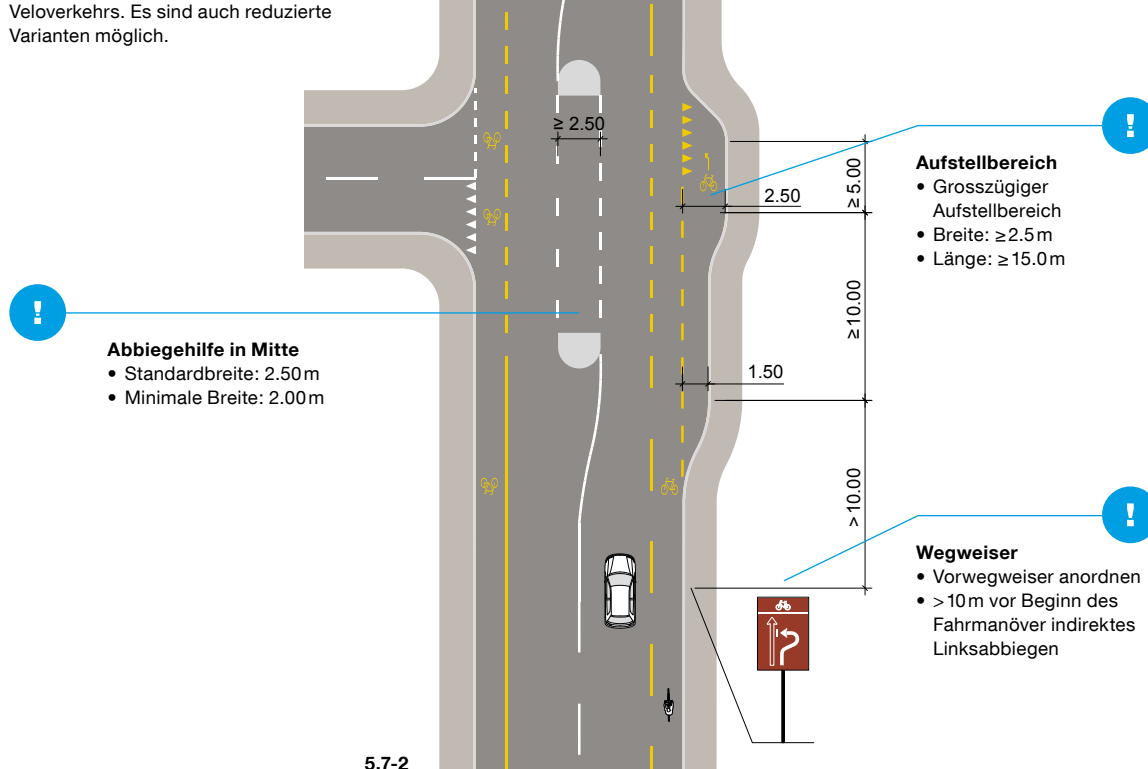 Veloverkehrs. Es sind auch reduzierte
Varianten möglich.
≥ 2.50
2.50
≥ 5.00
Aufstellbereich
• Grosszügiger
Aufstellbereich
• Breite: ≥ 2.5 m
• Länge: ≥ 15.0 m
!
!
≥ 10.00
Abbiegehilfe in Mitte
• Standardbreite: 2.50 m
• Minimale Breite: 2.00 m
1.50
> 10.00
!
Wegweiser
• Vorwegweiser anordnen
• > 10 m vor Beginn des
Fahrmanöver indirektes
Linksabbiegen
5.7-2